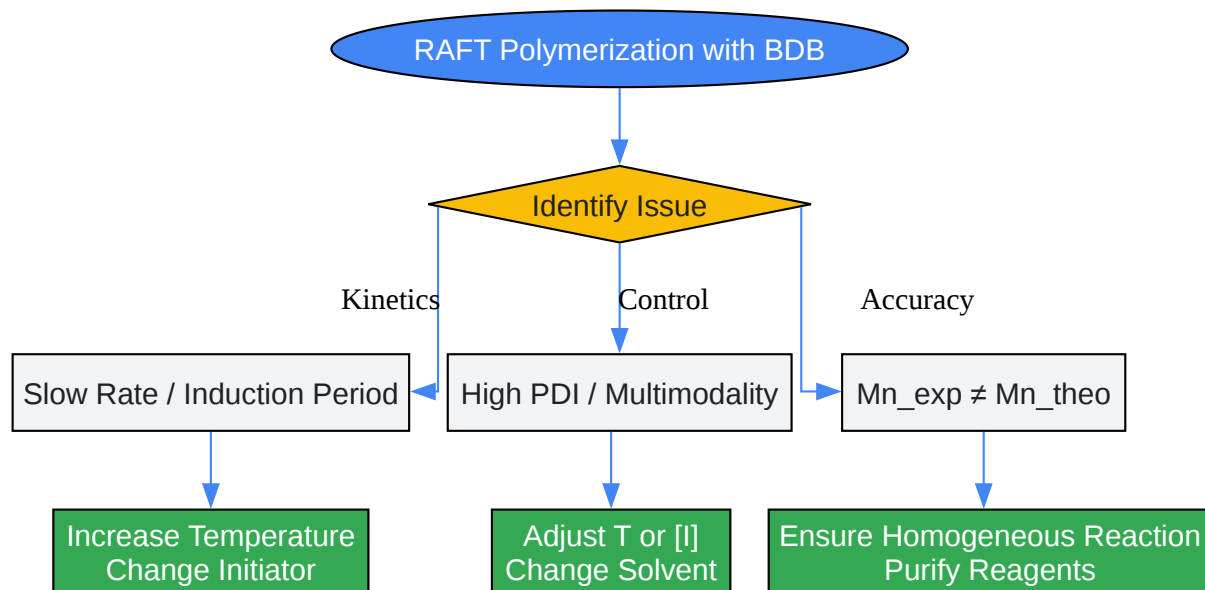 RAFT Polymerization with BDB
Identify Issue
Kinetics
Control
Accuracy
Slow Rate / Induction Period
High PDI / Multimodality
Mn_exp ≠ Mn_theo
Increase Temperature
Change Initiator
Adjust T or [I]
Change Solvent
Ensure Homogeneous Reaction
Purify Reagents